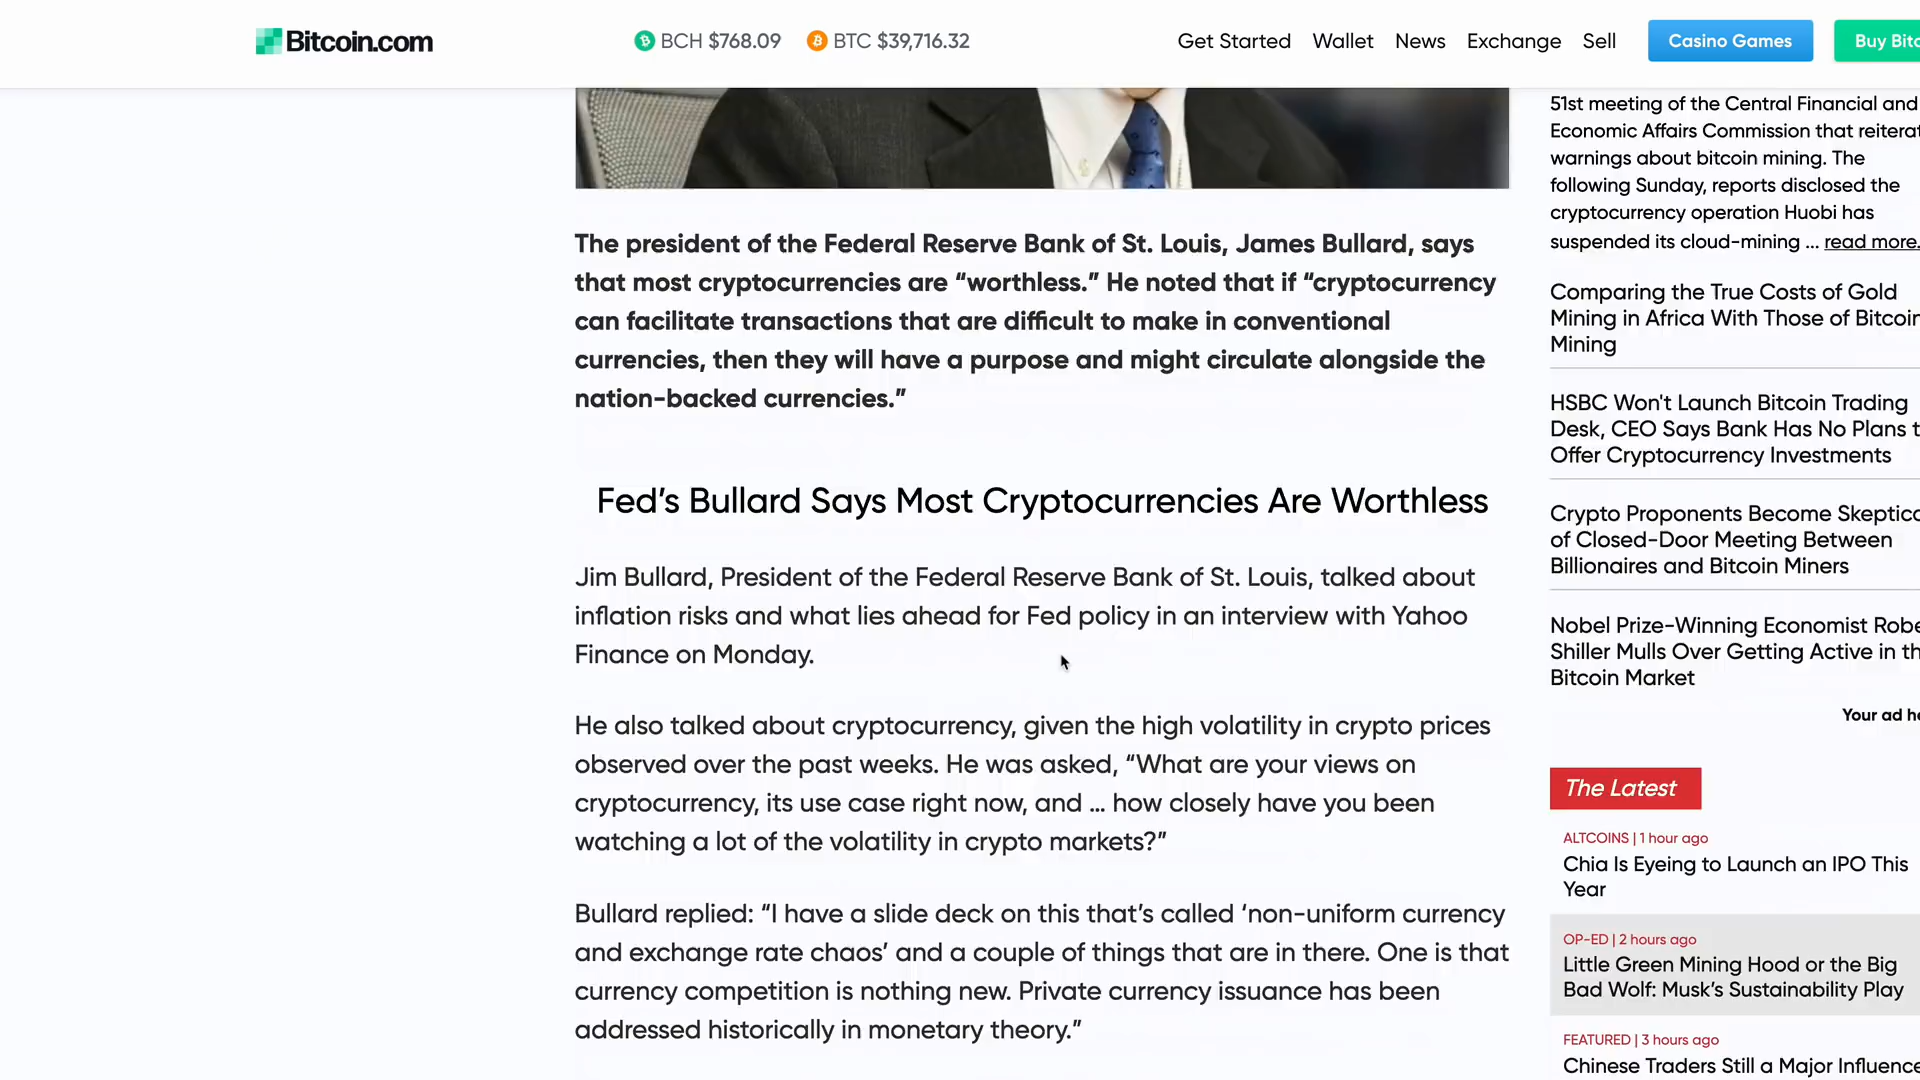 Bitcoin.com
BCH $768.09
BTC $39,716.32
Get Started
Wallet
News
Exchange
Sell
Casino Games
Buy
The president of the Federal Reserve Bank of St. Louis, James Bullard, says
that most cryptocurrencies are “worthless.” He noted that if “cryptocurrency
can facilitate transactions that are difficult to make in conventional
currencies, then they will have a purpose and might circulate alongside the
nation-backed currencies.”
Fed’s Bullard Says Most Cryptocurrencies Are Worthless
Jim Bullard, President of the Federal Reserve Bank of St. Louis, talked about
inflation risks and what lies ahead for Fed policy in an interview with Yahoo
Finance on Monday.
He also talked about cryptocurrency, given the high volatility in crypto prices
observed over the past weeks. He was asked, “What are your views on
cryptocurrency, its use case right now, and … how closely have you been
watching a lot of the volatility in crypto markets?”
Bullard replied: “I have a slide deck on this that’s called ‘non-uniform currency
and exchange rate chaos’ and a couple of things that are in there. One is that
currency competition is nothing new. Private currency issuance has been
addressed historically in monetary theory.”
51st meeting of the Central Financial and
Economic Affairs Commission that
warnings about bitcoin mining. The
following Sunday, reports disclosed the
cryptocurrency operation Huobi has
suspended its cloud-mining ... read more.
Comparing the True Costs of Gold
Mining in Africa With Those of Bitcoin
Mining
HSBC Won't Launch Bitcoin Trading
Desk, CEO Says Bank Has No Plans
Offer Cryptocurrency Investments
Crypto Proponents Become
of Closed-Door Meeting Between
Billionaires and Bitcoin Miners
Nobel Prize-Winning Economist
Shiller Mulls Over Getting Active in
Bitcoin Market
Your ad
The Latest
ALTCOINS | 1 hour ago
Chia Is Eyeing to Launch an IPO This
Year
OP-ED | 2 hours ago
Little Green Mining Hood or the Big
Bad Wolf: Musk’s Sustainability Play
FEATURED | 3 hours ago
Chinese Traders Still a Major Influence